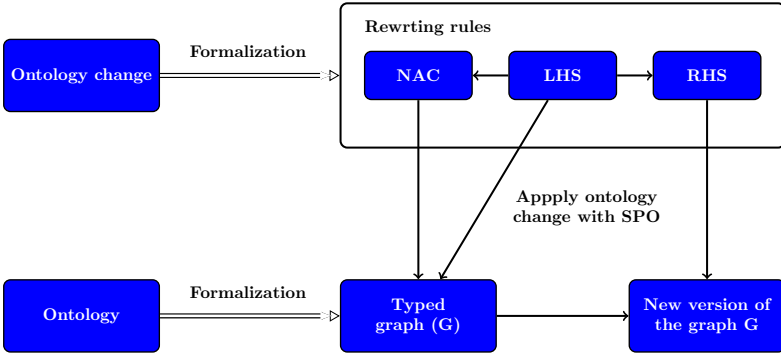 Rewrting rules
Formalization
Ontology change
NAC
LHS
RHS
Appply ontology
change with SPO
Formalization
Ontology
Typed
graph (G)
New version of
the graph G